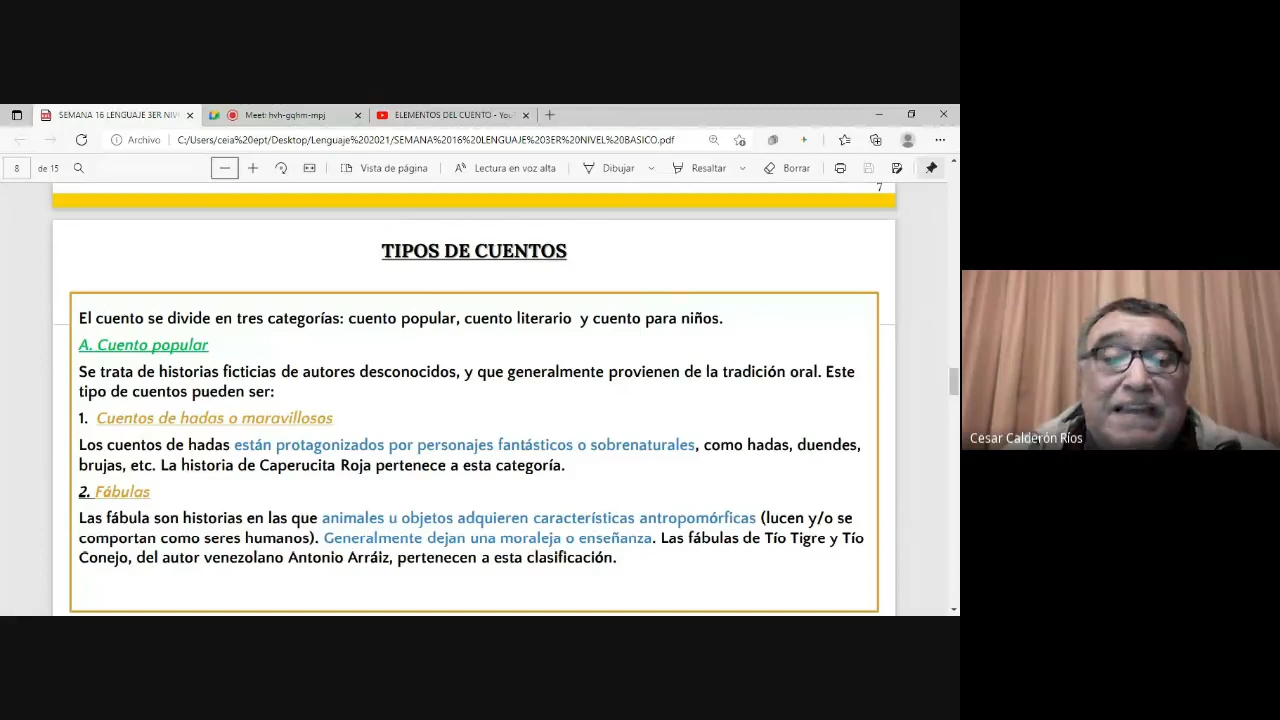 SEMANA 16 LENGUAJE 3ER NIV
Meet: hvh-gqhm-mpj
ELEMENTOS DEL CUENTO - You
Archivo
C:/Users/ceia%20ept/Desktop/Lenguaje%202021/SEMANA%2016%20LENGUAJE%203ER%20NIVEL%20BASICO.pdf
8
de 15
Vista de página
Lectura en voz alta
Dibujar
Resaltar
Borrar
7
TIPOS DE CUENTOS
El cuento se divide en tres categorías: cuento popular, cuento literario y cuento para niños.
A. Cuento popular
Se trata de historias ficticias de autores desconocidos, y que generalmente provienen de la tradición oral. Este
tipo de cuentos pueden ser:
1. Cuentos de hadas o maravillosos
Los cuentos de hadas están protagonizados por personajes fantásticos o sobrenaturales, como hadas, duendes,
brujas, etc. La historia de Caperucita Roja pertenece a esta categoría.
2. Fábulas
Las fábula son historias en las que animales u objetos adquieren características antropomórficas (lucen y/o se
comportan como seres humanos). Generalmente dejan una moraleja o enseñanza. Las fábulas de Tío Tigre y Tío
Conejo, del autor venezolano Antonio Arráiz, pertenecen a esta clasificación.
Cesar Calderón Ríos